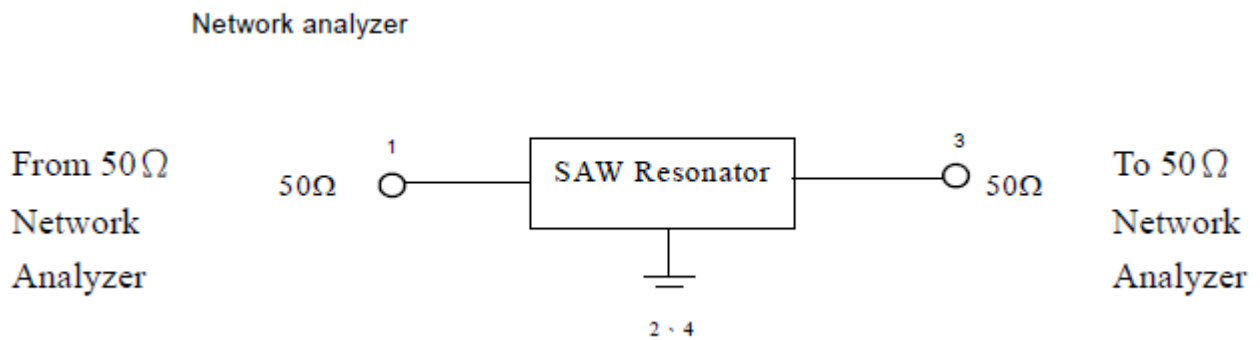 Network analyzer
From 50Ω
Network
Analyzer
50Ω
1
SAW Resonator
3
50Ω
To 50Ω
Network
Analyzer
2、4